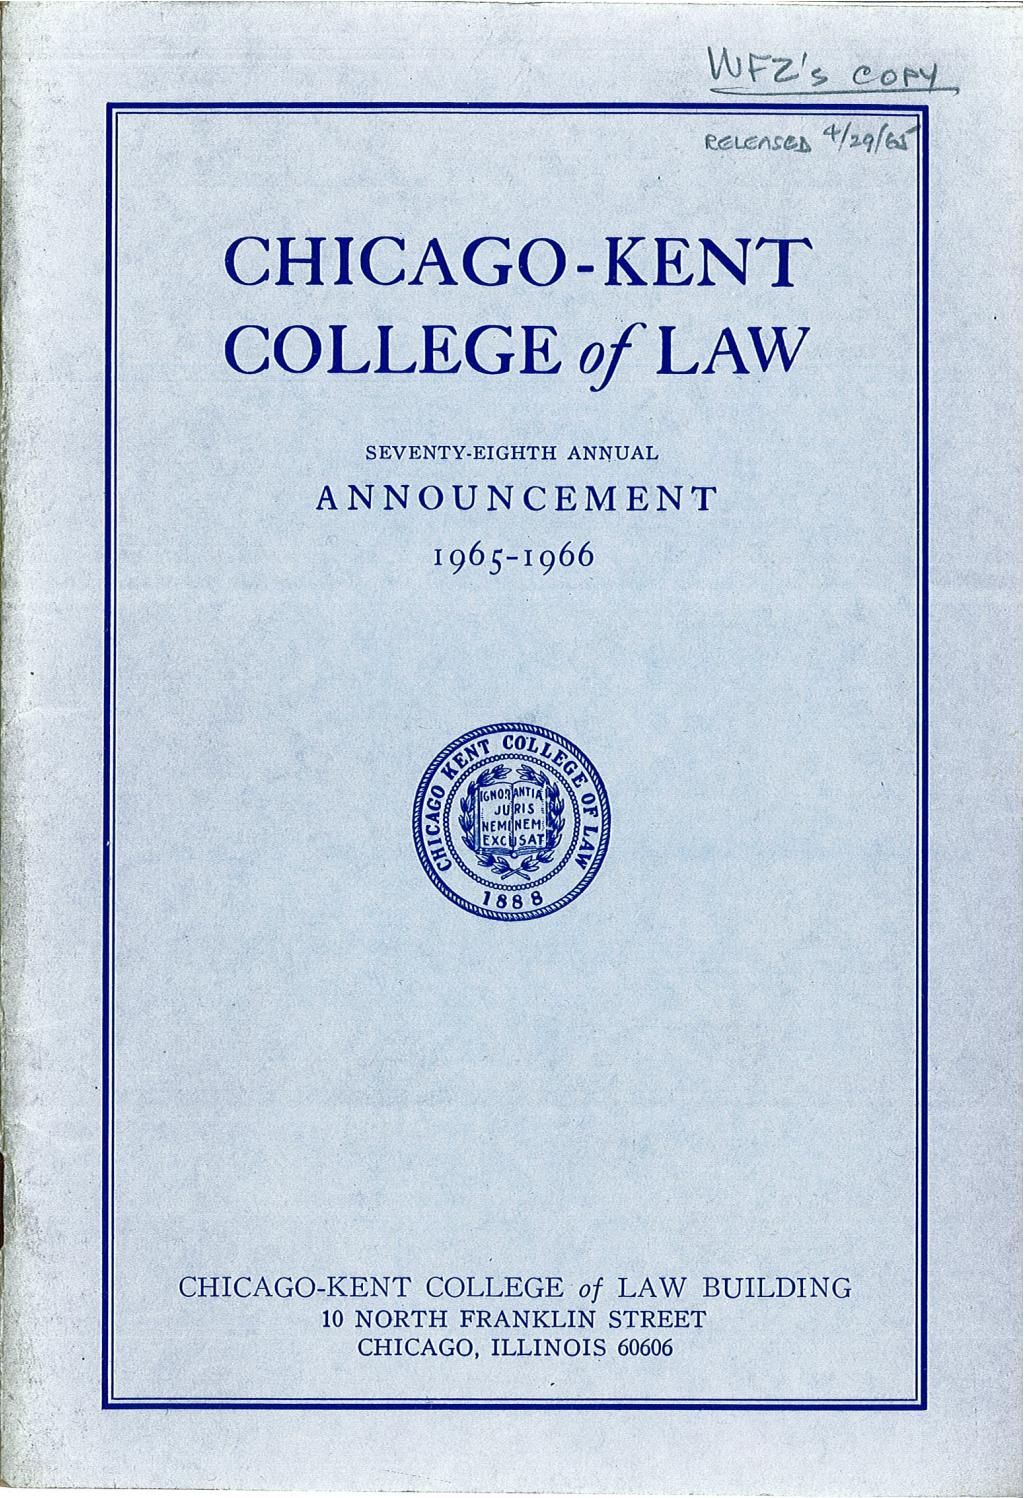 WFZ's COPY
RELEASED 4/29/65
CHICAGO-KENT
COLLEGE of LAW
SEVENTY-EIGHTH ANNUAL
ANNOUNCEMENT
1965-1966
CHICAGO KENT COLLEGE OF LAW
IGNORANTIA
JURIS
NEMINEM
EXCUSAT
1888
CHICAGO-KENT COLLEGE of LAW BUILDING
10 NORTH FRANKLIN STREET
CHICAGO, ILLINOIS 60606